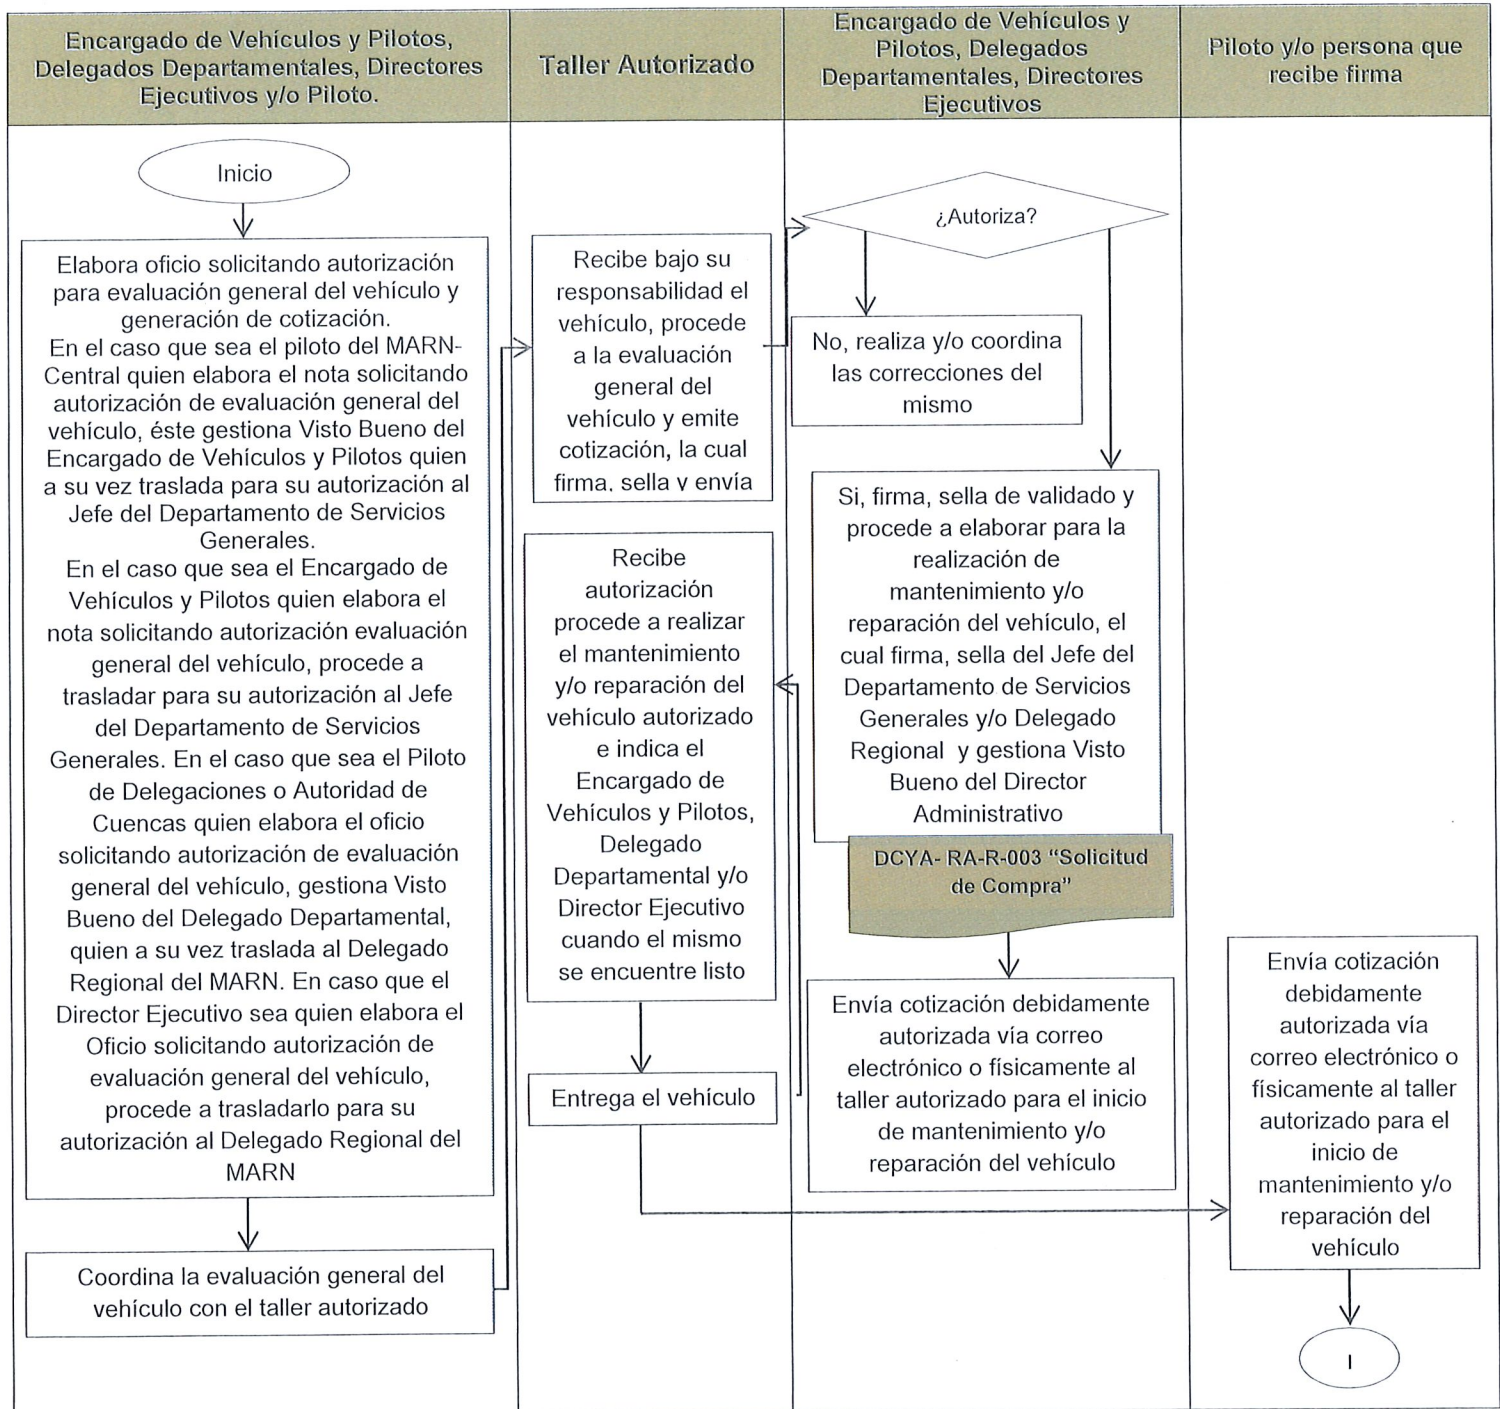 Encargado de Vehículos y Pilotos,
Delegados Departamentales, Directores
Ejecutivos y/o Piloto.
Taller Autorizado
Encargado de Vehículos y
Pilotos, Delegados
Departamentales, Directores
Ejecutivos
Piloto y/o persona que
recibe firma
Inicio
Elabora oficio solicitando autorización
para evaluación general del vehículo y
generación de cotización.
En el caso que sea el piloto del MARN-
Central quien elabora el nota solicitando
autorización de evaluación general del
vehículo, éste gestiona Visto Bueno del
Encargado de Vehículos y Pilotos quien
a su vez traslada para su autorización al
Jefe del Departamento de Servicios
Generales.
En el caso que sea el Encargado de
Vehículos y Pilotos quien elabora el
nota solicitando autorización evaluación
general del vehículo, procede a
trasladar para su autorización al Jefe
del Departamento de Servicios
Generales. En el caso que sea el Piloto
de Delegaciones o Autoridad de
Cuencas quien elabora el oficio
solicitando autorización de evaluación
general del vehículo, gestiona Visto
Bueno del Delegado Departamental,
quien a su vez traslada al Delegado
Regional del MARN. En caso que el
Director Ejecutivo sea quien elabora el
Oficio solicitando autorización de
evaluación general del vehículo,
procede a trasladarlo para su
autorización al Delegado Regional del
MARN
Coordina la evaluación general del
vehículo con el taller autorizado
Recibe bajo su
responsabilidad el
vehículo, procede
a la evaluación
general del
vehículo y emite
cotización, la cual
firma, sella y envía
Recibe
autorización
procede a realizar
el mantenimiento
y/o reparación del
vehículo autorizado
e indica el
Encargado de
Vehículos y Pilotos,
Delegado
Departamental y/o
Director Ejecutivo
cuando el mismo
se encuentre listo
Entrega el vehículo
¿Autoriza?
No, realiza y/o coordina
las correcciones del
mismo
Si, firma, sella de validado y
procede a elaborar para la
realización de
mantenimiento y/o
reparación del vehículo, el
cual firma, sella del Jefe del
Departamento de Servicios
Generales y/o Delegado
Regional y gestiona Visto
Bueno del Director
Administrativo
DCYA- RA-R-003 “Solicitud
de Compra”
Envía cotización debidamente
autorizada vía correo
electrónico o físicamente al
taller autorizado para el inicio
de mantenimiento y/o
reparación del vehículo
Envía cotización
debidamente
autorizada vía
correo electrónico o
físicamente al taller
autorizado para el
inicio de
mantenimiento y/o
reparación del
vehículo
I